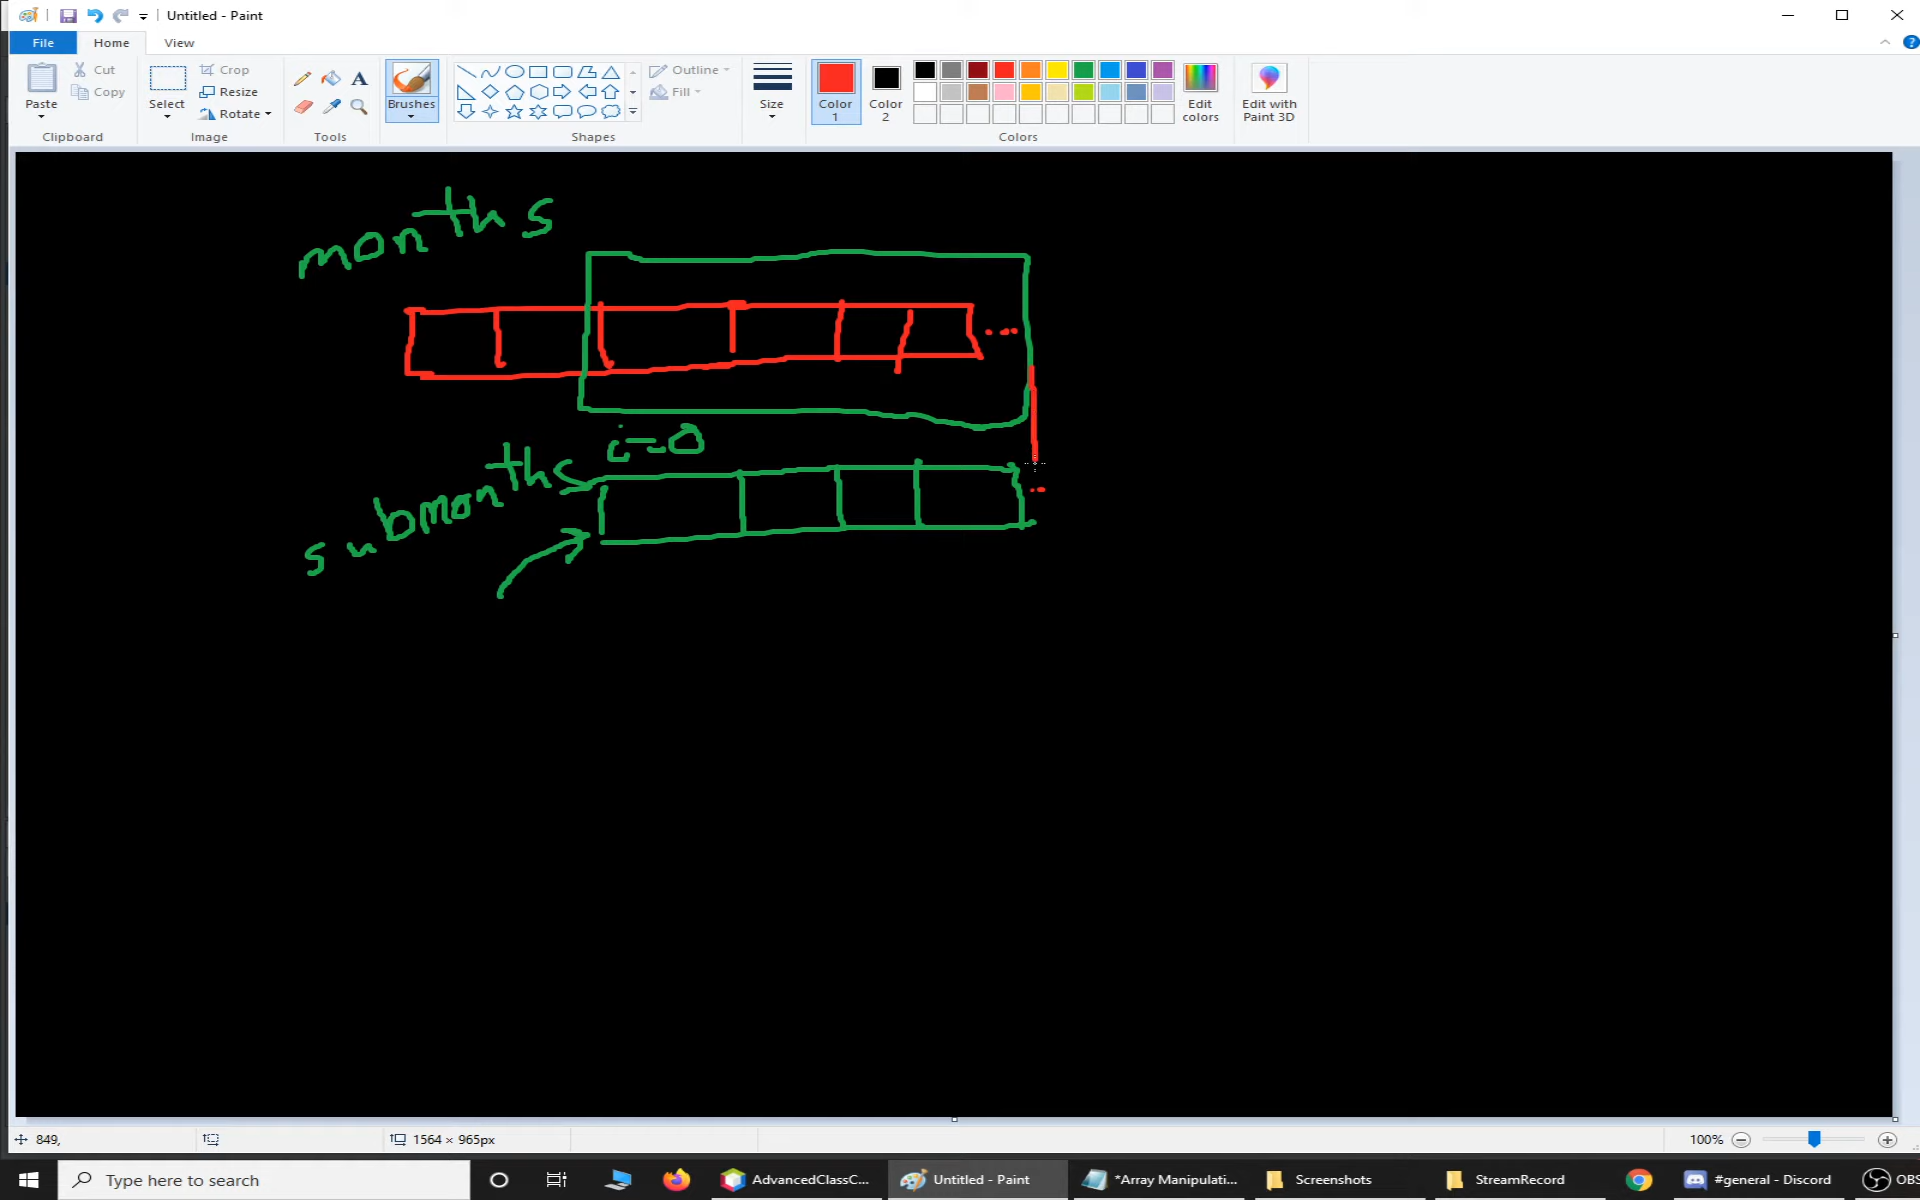 Untitled - Paint
File Home View
Paste
Cut
Copy
Clipboard
Select
Crop
Resize
Rotate
Image
Tools
Brushes
Shapes
Outline
Fill
Size
Color 1
Color 2
Edit colors
Colors
Edit with Paint 3D
months
i=0
submonths
849,
1564 × 965px
100%
Type here to search
AdvancedClassC...
Untitled - Paint
*Array Manipulati...
Screenshots
StreamRecord
#general - Discord
OBS